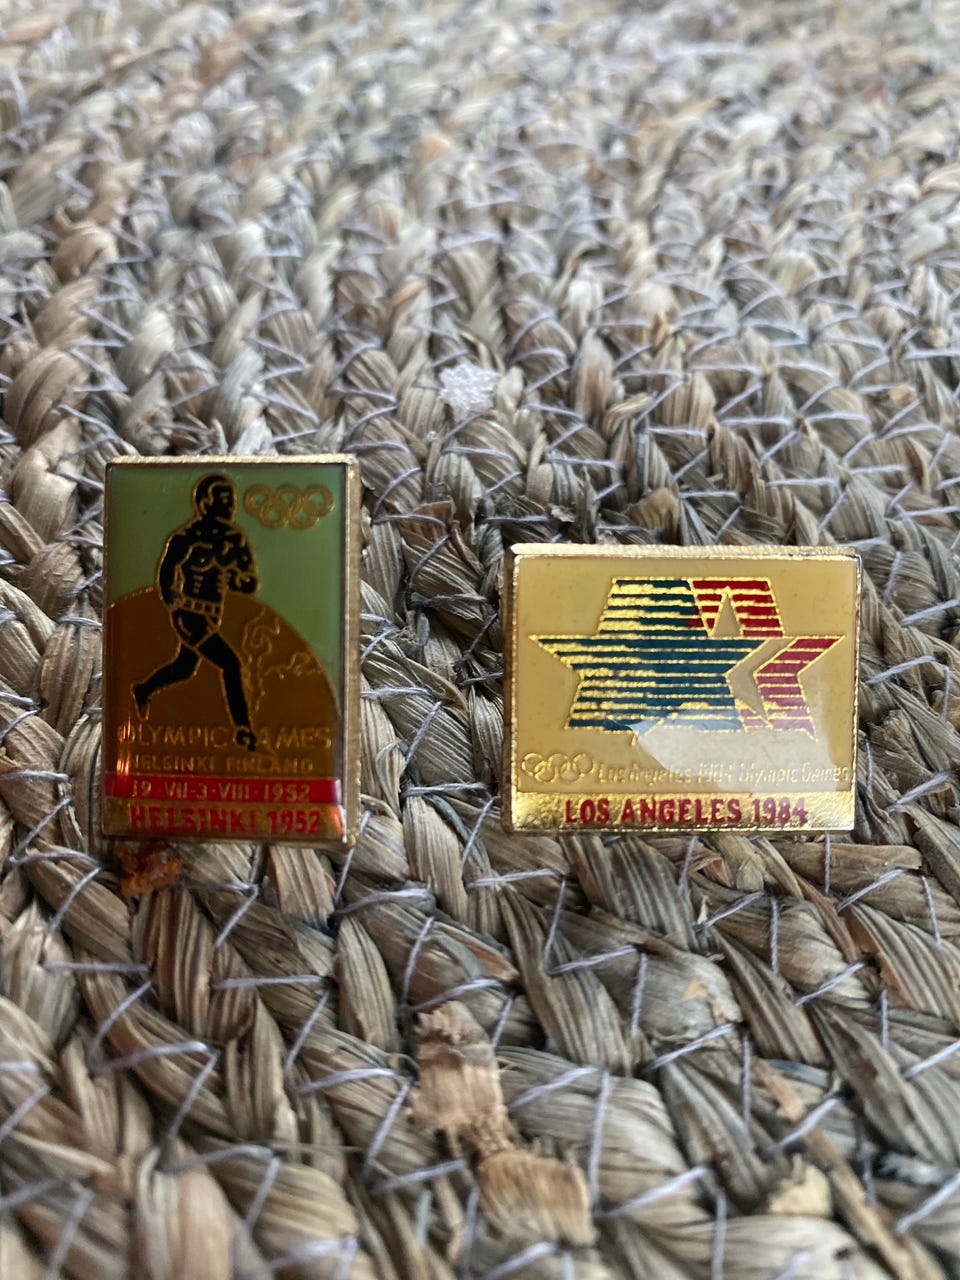 OLYMPIC GAMES
HELSINKI FINLAND
19-VII-3-VIII-1952
HELSINKI 1952
Los Angeles 1984 Olympic Games
LOS ANGELES 1984